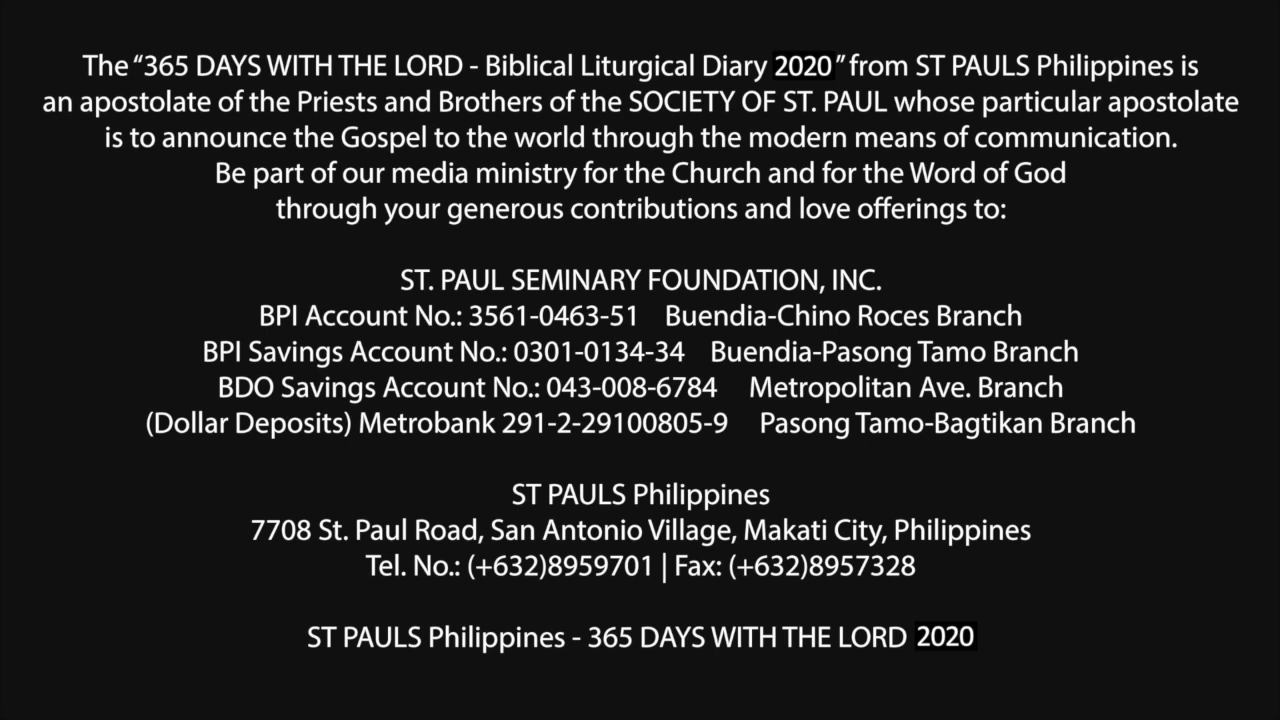 The “365 DAYS WITH THE LORD - Biblical Liturgical Diary 2020” from ST PAULS Philippines is
an apostolate of the Priests and Brothers of the SOCIETY OF ST. PAUL whose particular apostolate
is to announce the Gospel to the world through the modern means of communication.
Be part of our media ministry for the Church and for the Word of God
through your generous contributions and love offerings to:
ST. PAUL SEMINARY FOUNDATION, INC.
BPI Account No.: 3561-0463-51 Buendia-Chino Roces Branch
BPI Savings Account No.: 0301-0134-34 Buendia-Pasong Tamo Branch
BDO Savings Account No.: 043-008-6784 Metropolitan Ave. Branch
(Dollar Deposits) Metrobank 291-2-29100805-9 Pasong Tamo-Bagtikan Branch
ST PAULS Philippines
7708 St. Paul Road, San Antonio Village, Makati City, Philippines
Tel. No.: (+632)8959701 | Fax: (+632)8957328
ST PAULS Philippines - 365 DAYS WITH THE LORD 2020